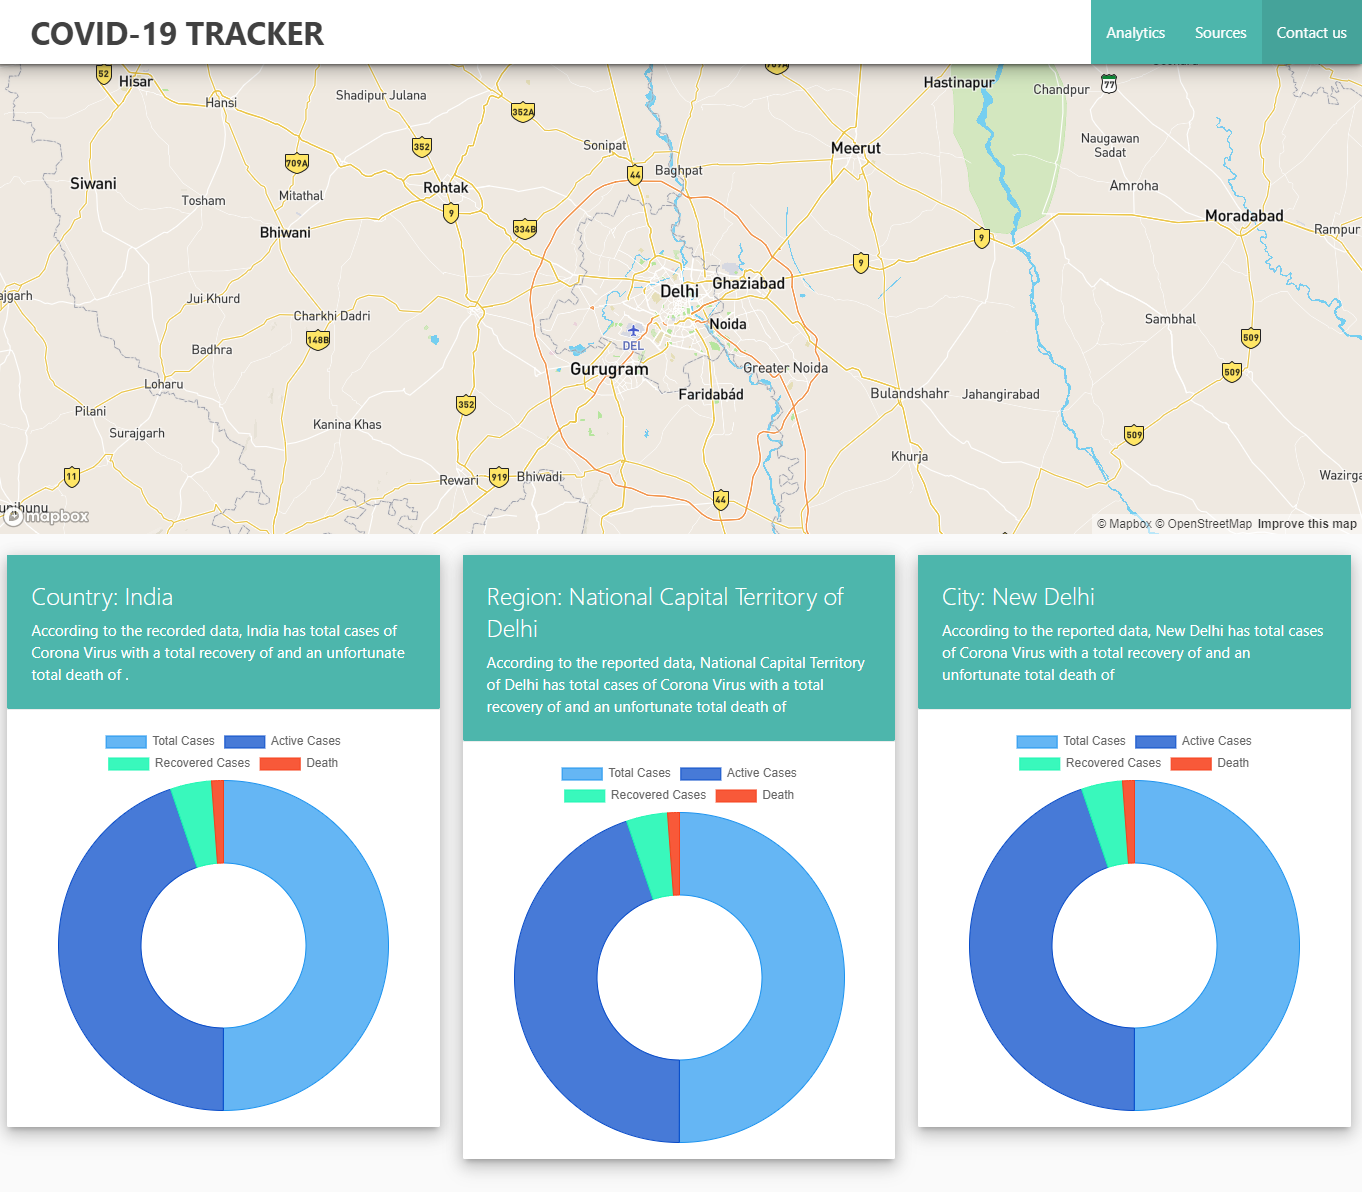 COVID-19 TRACKER
Analytics
Sources
Contact us
52
Hisar
Hansi
Shadipur Julana
352A
Hastinapur
Chandpur
77
709A
352
Sonipat
44
Baghpat
Meerut
Naugawan
Sadat
Siwani
Tosham
Mitathal
Rohtak
9
Amroha
Moradabad
Bhiwani
334B
9
9
Rampur
Jui Khurd
Delhi
Ghaziabad
Charkhi Dadri
148B
Noida
DEL
Sambhal
509
Badhra
Loharu
Gurugram
Greater Noida
509
Pilani
352
Faridabád
Bulandshahr
Jahangirabad
Surajgarh
Kanina Khas
509
11
Rewari
919
Bhiwadi
Khurja
44
mapbox
© Mapbox © OpenStreetMap Improve this map
Country: India
According to the recorded data, India has total cases of
Corona Virus with a total recovery of and an unfortunate
total death of .
Total Cases
Active Cases
Recovered Cases
Death
Region: National Capital Territory of
Delhi
According to the reported data, National Capital Territory
of Delhi has total cases of Corona Virus with a total
recovery of and an unfortunate total death of
Total Cases
Active Cases
Recovered Cases
Death
City: New Delhi
According to the reported data, New Delhi has total cases
of Corona Virus with a total recovery of and an
unfortunate total death of
Total Cases
Active Cases
Recovered Cases
Death